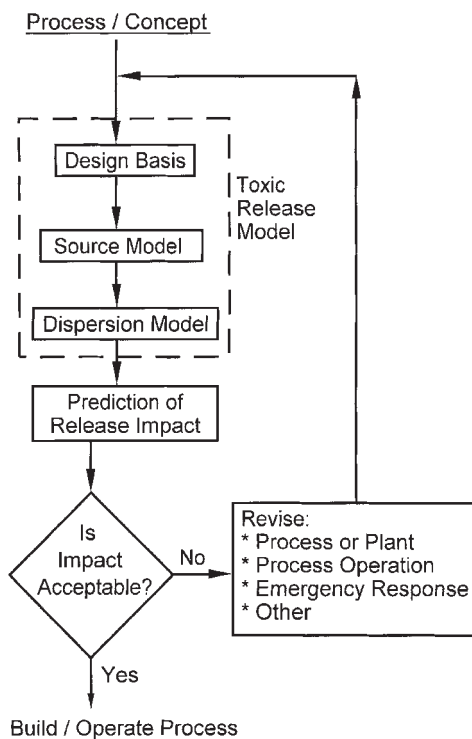 Process / Concept
Design Basis
Toxic
Release
Model
Source Model
Dispersion Model
Prediction of
Release Impact
Is
Impact
Acceptable?
No
Revise:
* Process or Plant
* Process Operation
* Emergency Response
* Other
Yes
Build / Operate Process